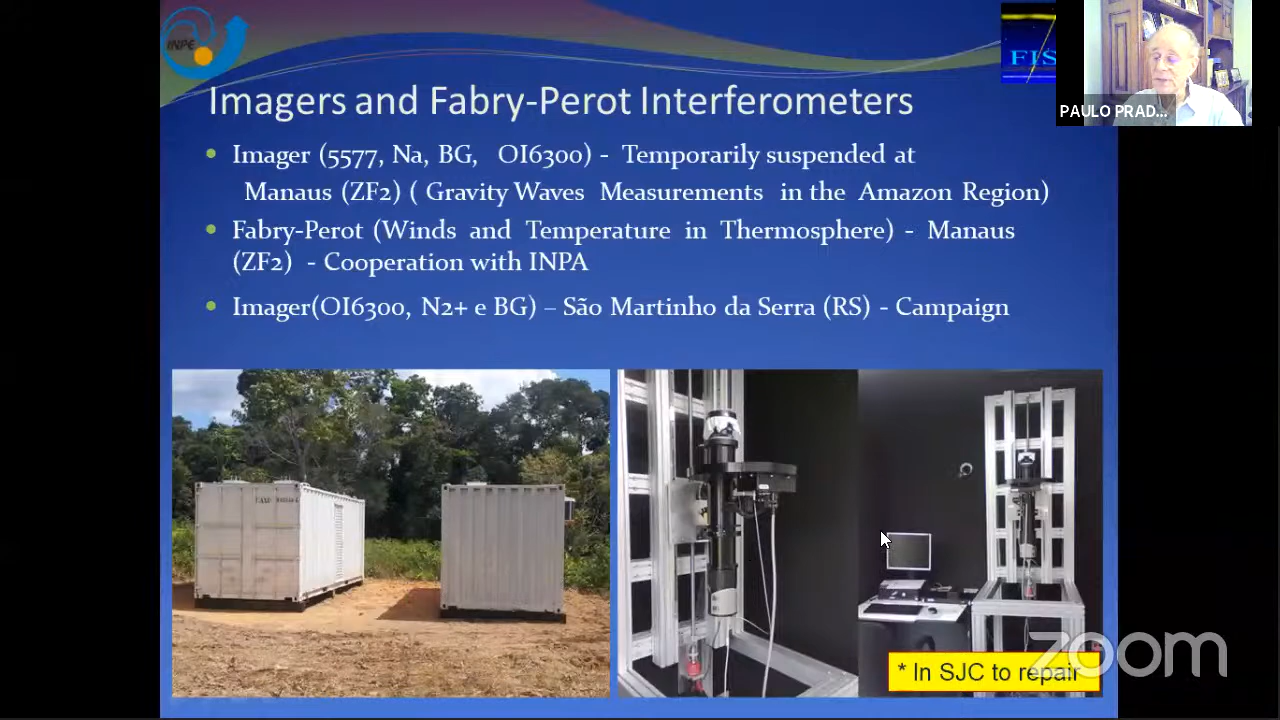 INPE
FIS
PAULO PRAD...
Imagers and Fabry-Perot Interferometers
• Imager (5577, Na, BG, OI6300) - Temporarily suspended at
Manaus (ZF2) ( Gravity Waves Measurements in the Amazon Region)
• Fabry-Perot (Winds and Temperature in Thermosphere) - Manaus
(ZF2) - Cooperation with INPA
• Imager(OI6300, N2+ e BG) – São Martinho da Serra (RS) - Campaign
* In SJC to repair
zoom